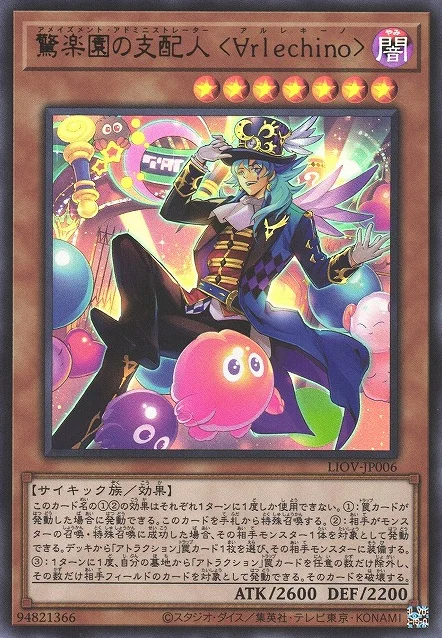 アメイズメント・アドミニストレーター アルレキーノ
驚楽園の支配人 <∀rlechino>
やみ
闇
LIOV-JP006
【サイキック族/効果】
このカード名の①②の効果はそれぞれ1ターンに1度しか使用できない。①：罠カードが
発動した場合に発動できる。このカードを手札から特殊召喚する。②：相手がモンス
ターの召喚・特殊召喚に成功した場合、その相手モンスター1体を対象として発動で
きる。デッキから「アトラクション」罠カード1枚を選び、その相手モンスターに装備する。
③：1ターンに1度、自分の墓地から「アトラクション」罠カードを任意の数だけ除外し、
その数だけ相手フィールドのカードを対象として発動できる。そのカードを破壊する。
ATK/2600 DEF/2200
94821366
©スタジオ・ダイス/集英社・テレビ東京・KONAMI